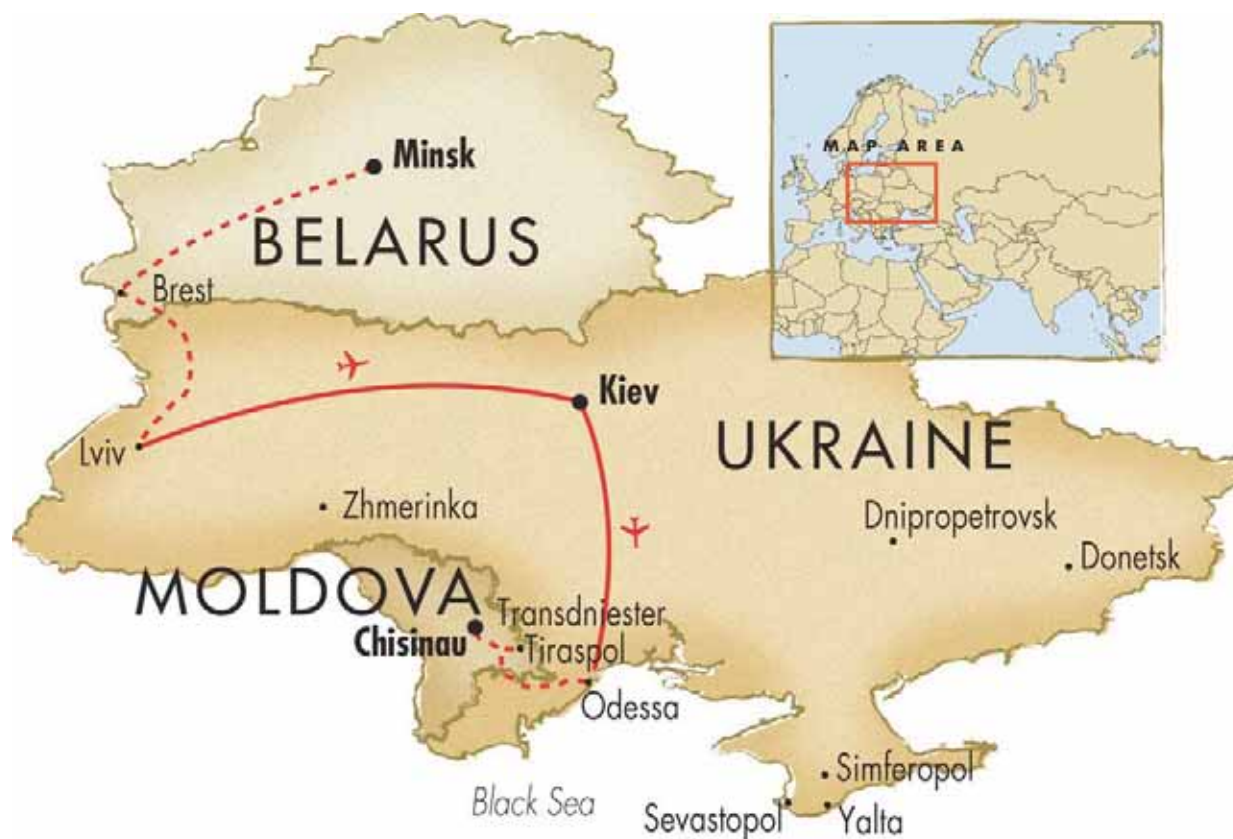 MAP AREA
Minsk
BELARUS
Brest
Kiev
Lviv
UKRAINE
Zhmerinka
Dnipropetrovsk
Donetsk
MOLDOVA
Transdniester
Chisinau
Tiraspol
Odessa
Simferopol
Black Sea
Sevastopol
Yalta